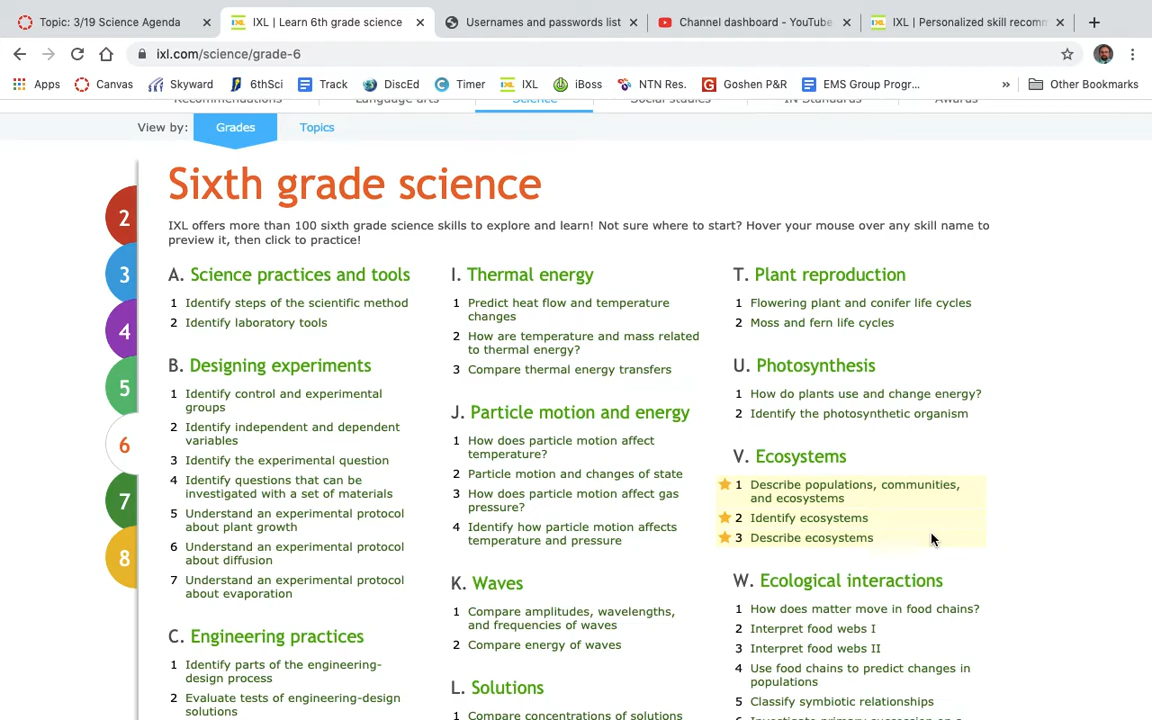 Topic: 3/19 Science Agenda
IXL | Learn 6th grade science
Usernames and passwords list
Channel dashboard - YouTube
IXL | Personalized skill recomm
ixl.com/science/grade-6
Apps
Canvas
Skyward
6thSci
Track
DiscEd
Timer
IXL
iBoss
NTN Res.
Goshen P&R
EMS Group Progr...
»
Other Bookmarks
Recommendations
Language arts
Science
Social studies
IN Standards
Awards
View by:
Grades
Topics
Sixth grade science
IXL offers more than 100 sixth grade science skills to explore and learn! Not sure where to start? Hover your mouse over any skill name to
preview it, then click to practice!
2
3
4
5
6
7
8
A. Science practices and tools
1 Identify steps of the scientific method
2 Identify laboratory tools
B. Designing experiments
1 Identify control and experimental
groups
2 Identify independent and dependent
variables
3 Identify the experimental question
4 Identify questions that can be
investigated with a set of materials
5 Understand an experimental protocol
about plant growth
6 Understand an experimental protocol
about diffusion
7 Understand an experimental protocol
about evaporation
C. Engineering practices
1 Identify parts of the engineering-
design process
2 Evaluate tests of engineering-design
solutions
I. Thermal energy
1 Predict heat flow and temperature
changes
2 How are temperature and mass related
to thermal energy?
3 Compare thermal energy transfers
J. Particle motion and energy
1 How does particle motion affect
temperature?
2 Particle motion and changes of state
3 How does particle motion affect gas
pressure?
4 Identify how particle motion affects
temperature and pressure
K. Waves
1 Compare amplitudes, wavelengths,
and frequencies of waves
2 Compare energy of waves
L. Solutions
1 Compare concentrations of solutions
T. Plant reproduction
1 Flowering plant and conifer life cycles
2 Moss and fern life cycles
U. Photosynthesis
1 How do plants use and change energy?
2 Identify the photosynthetic organism
V. Ecosystems
1 Describe populations, communities,
and ecosystems
2 Identify ecosystems
3 Describe ecosystems
W. Ecological interactions
1 How does matter move in food chains?
2 Interpret food webs I
3 Interpret food webs II
4 Use food chains to predict changes in
populations
5 Classify symbiotic relationships